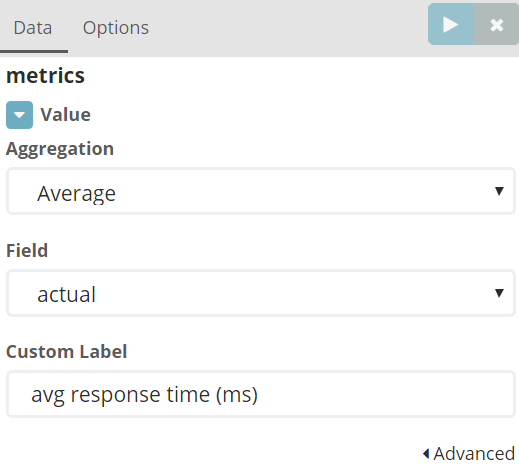 Data Options
metrics
Value
Aggregation
Average
Field
actual
Custom Label
avg response time (ms)
Advanced